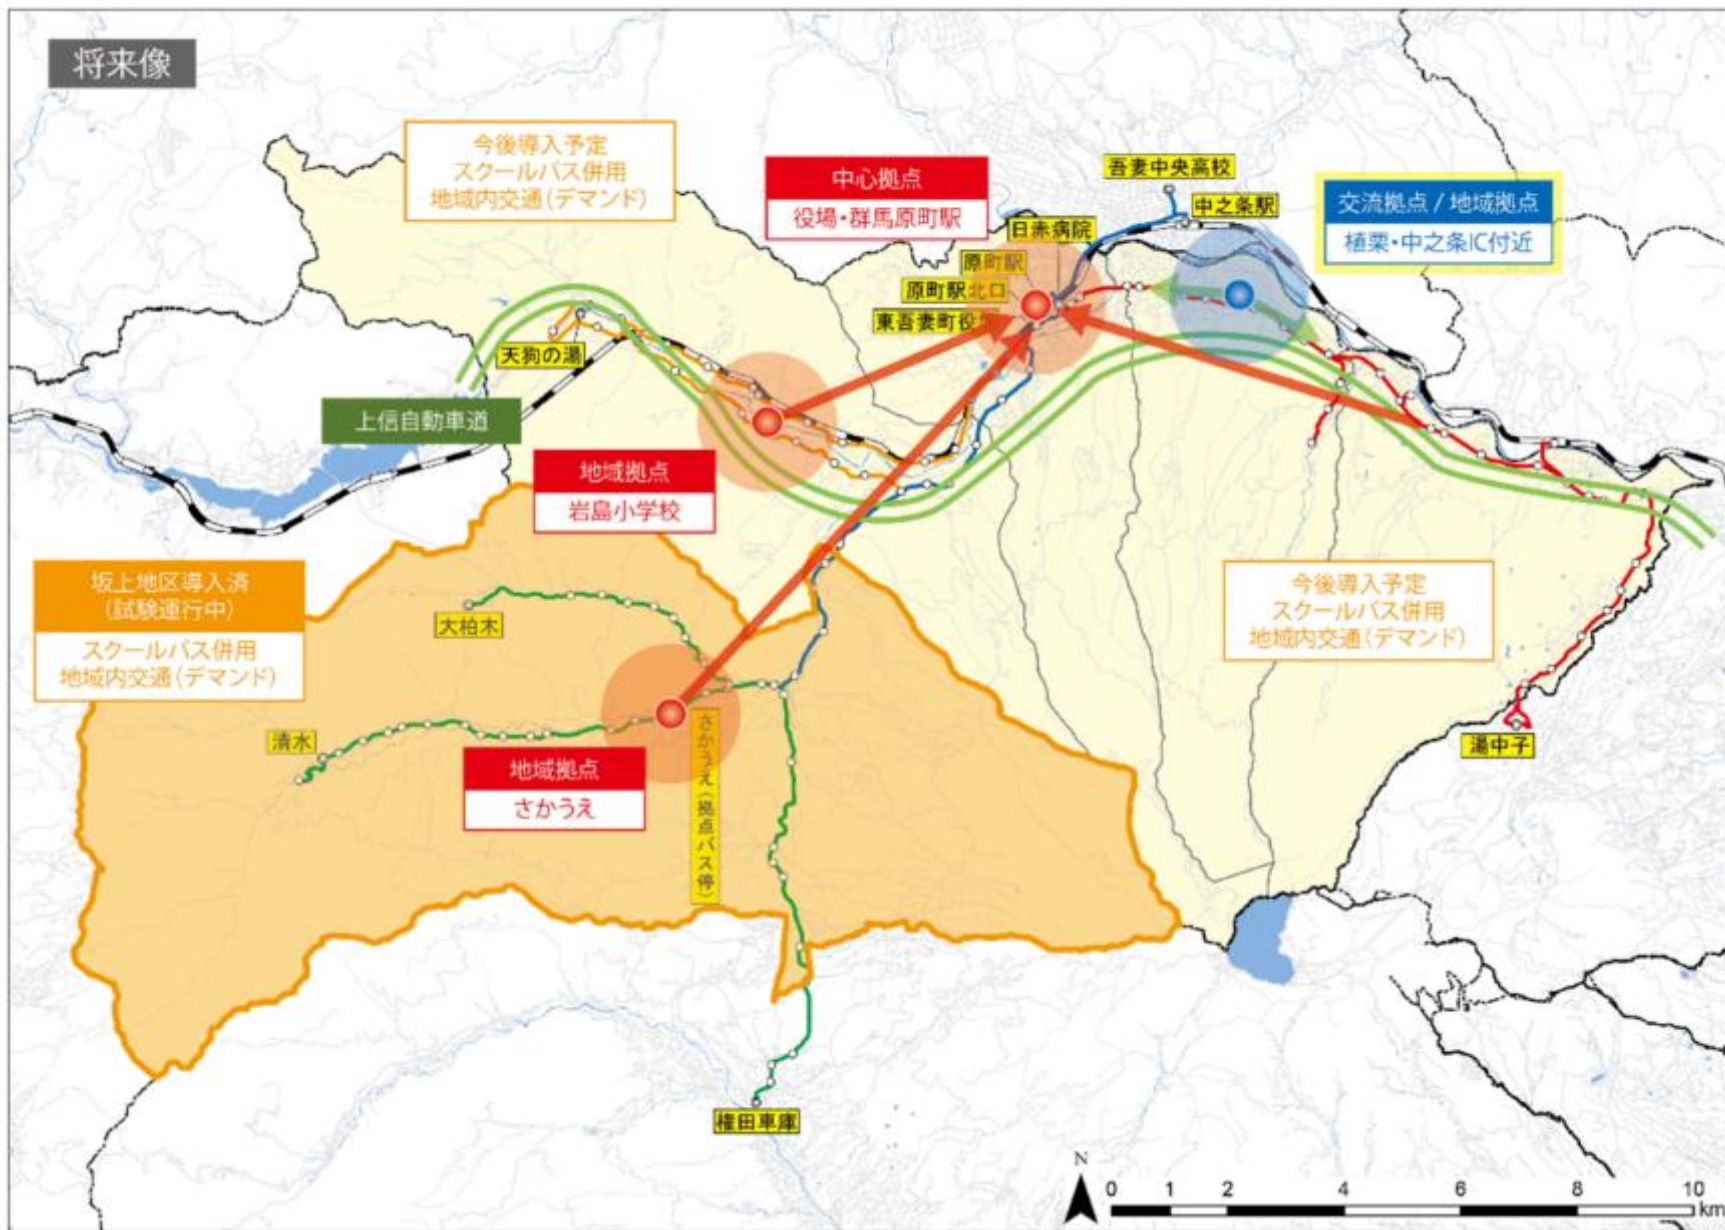 将来像
今後導入予定
スクールバス併用
地域内交通（デマンド）
中心拠点
役場・群馬原町駅
吾妻中央高校
中之条駅
日赤病院
原町駅
原町駅北口
東吾妻町役
交流拠点 / 地域拠点
植栗・中之条IC付近
天狗の湯
上信自動車道
地域拠点
岩島小学校
坂上地区導入済
（試験運行中）
スクールバス併用
地域内交通（デマンド）
大柏木
清水
地域拠点
さかうえ
さかうえ（拠点バス停）
今後導入予定
スクールバス併用
地域内交通（デマンド）
湯中子
権田車庫
N
0 1 2 4 6 8 10
km